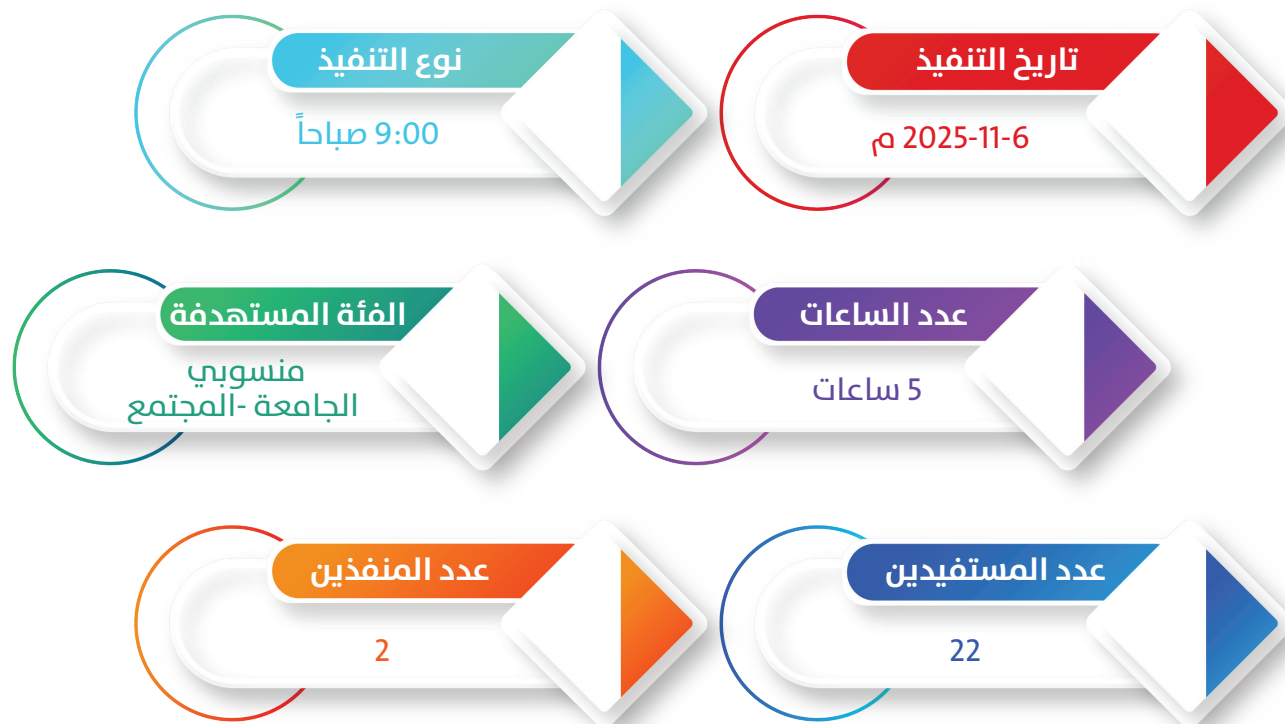 تاريخ التنفيذ
6-11-2025 م
نوع التنفيذ
9:00 صباحاً
عدد الساعات
5 ساعات
الفئة المستهدفة
منسوبي
الجامعة -المجتمع
عدد المستفيدين
22
عدد المنفذين
2